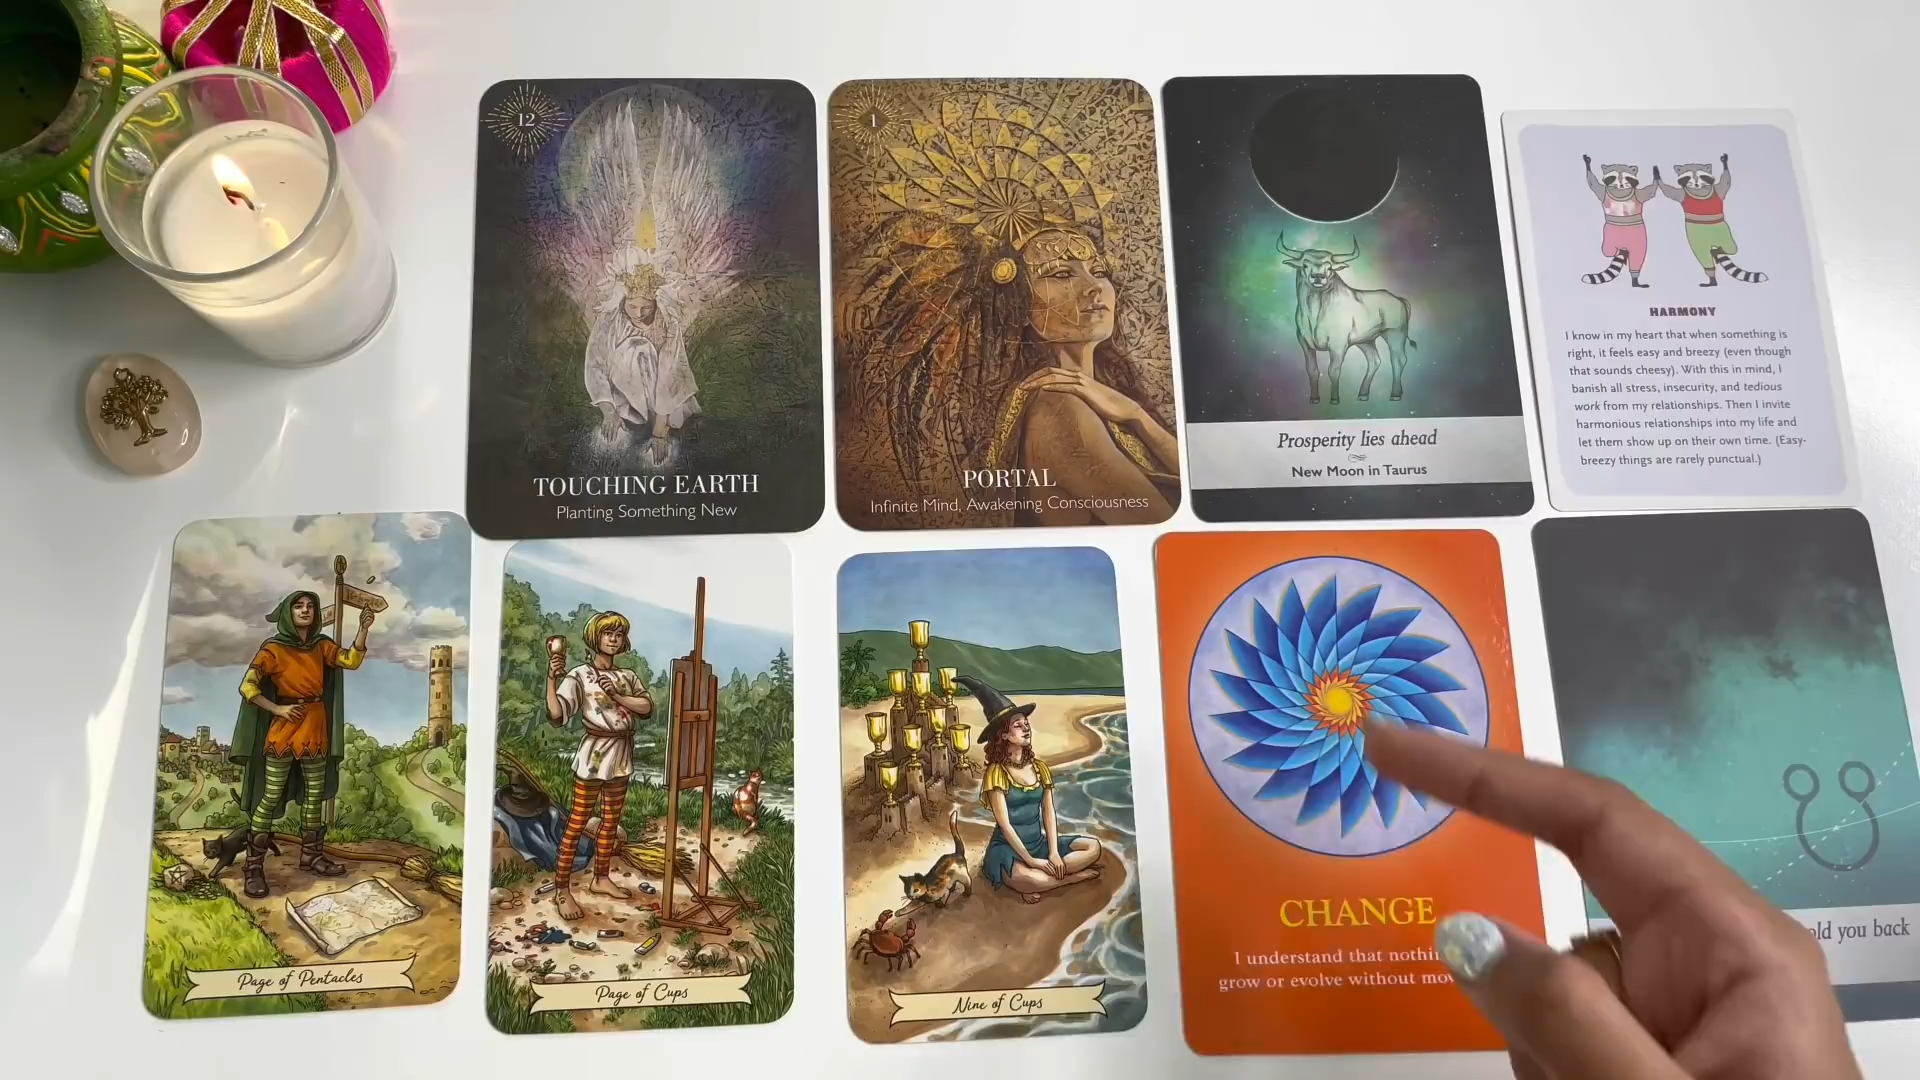 12
TOUCHING EARTH
Planting Something New
1
PORTAL
Infinite Mind, Awakening Consciousness
Prosperity lies ahead
New Moon in Taurus
HARMONY
I know in my heart that when something is
right, it feels easy and breezy (even though
that sounds cheesy). With this in mind, I
banish all stress, insecurity, and tedious
work from my relationships. Then I invite
harmonious relationships into my life and
let them show up on their own time. (Easy-
breezy things are rarely punctual.)
Page of Pentacles
Page of Cups
Nine of Cups
CHANGE
I understand that nothin
grow or evolve without mo
old you back